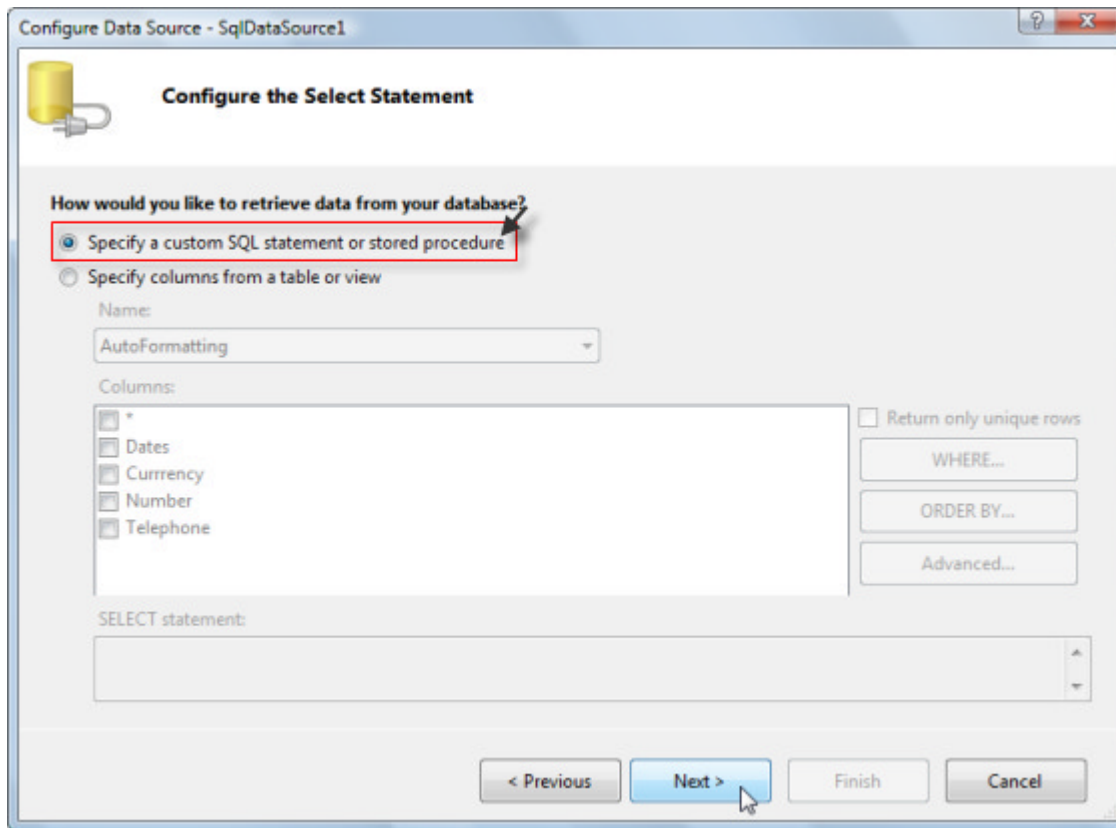 Configure Data Source - SqlDataSource1
Configure the Select Statement
How would you like to retrieve data from your database?
Specify a custom SQL statement or stored procedure
Specify columns from a table or view
Name:
AutoFormatting
Columns:
*
Return only unique rows
Dates
WHERE...
Currrency
Number
ORDER BY...
Telephone
Advanced...
SELECT statement:
< Previous Next > Finish Cancel